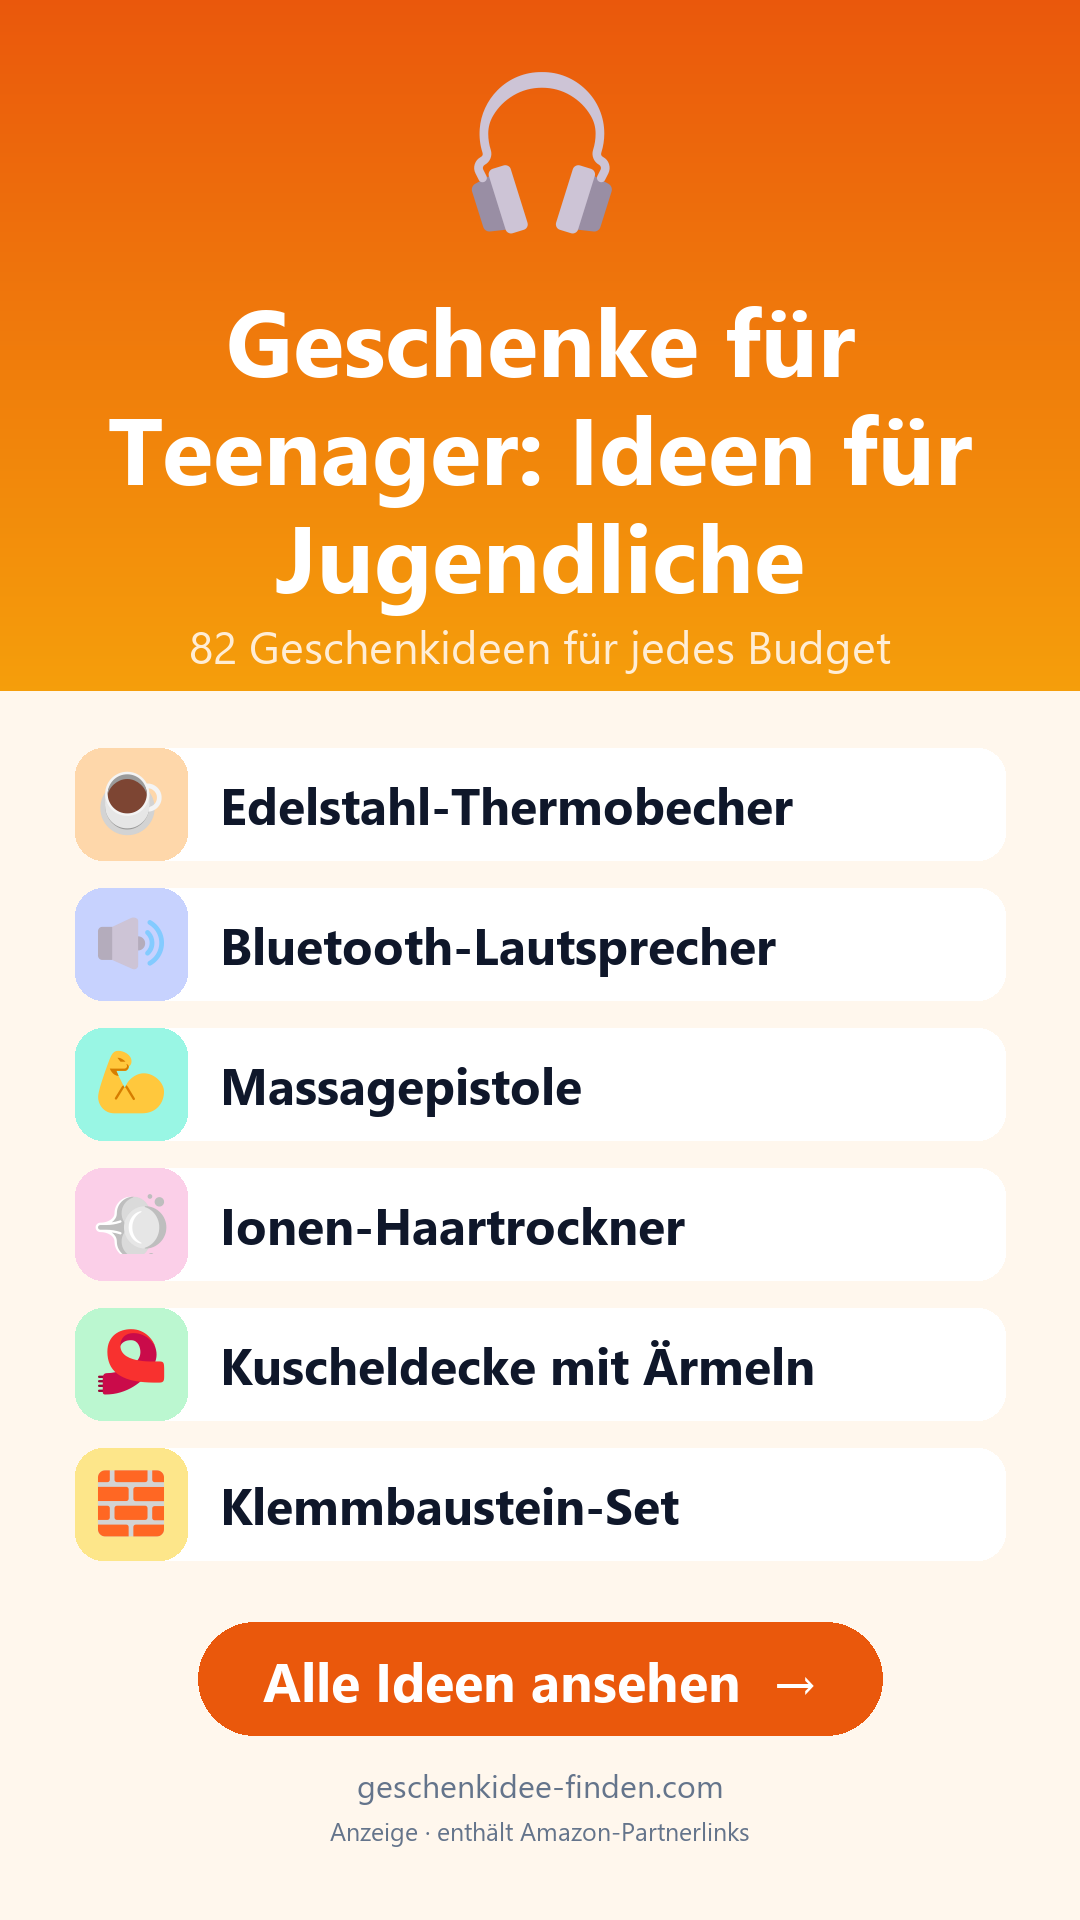 Geschenke für
Teenager: Ideen für
Jugendliche
82 Geschenkideen für jedes Budget
Edelstahl-Thermobecher
Bluetooth-Lautsprecher
Massagepistole
Ionen-Haartrockner
Kuscheldecke mit Ärmeln
Klemmbaustein-Set
Alle Ideen ansehen →
geschenkidee-finden.com
Anzeige · enthält Amazon-Partnerlinks